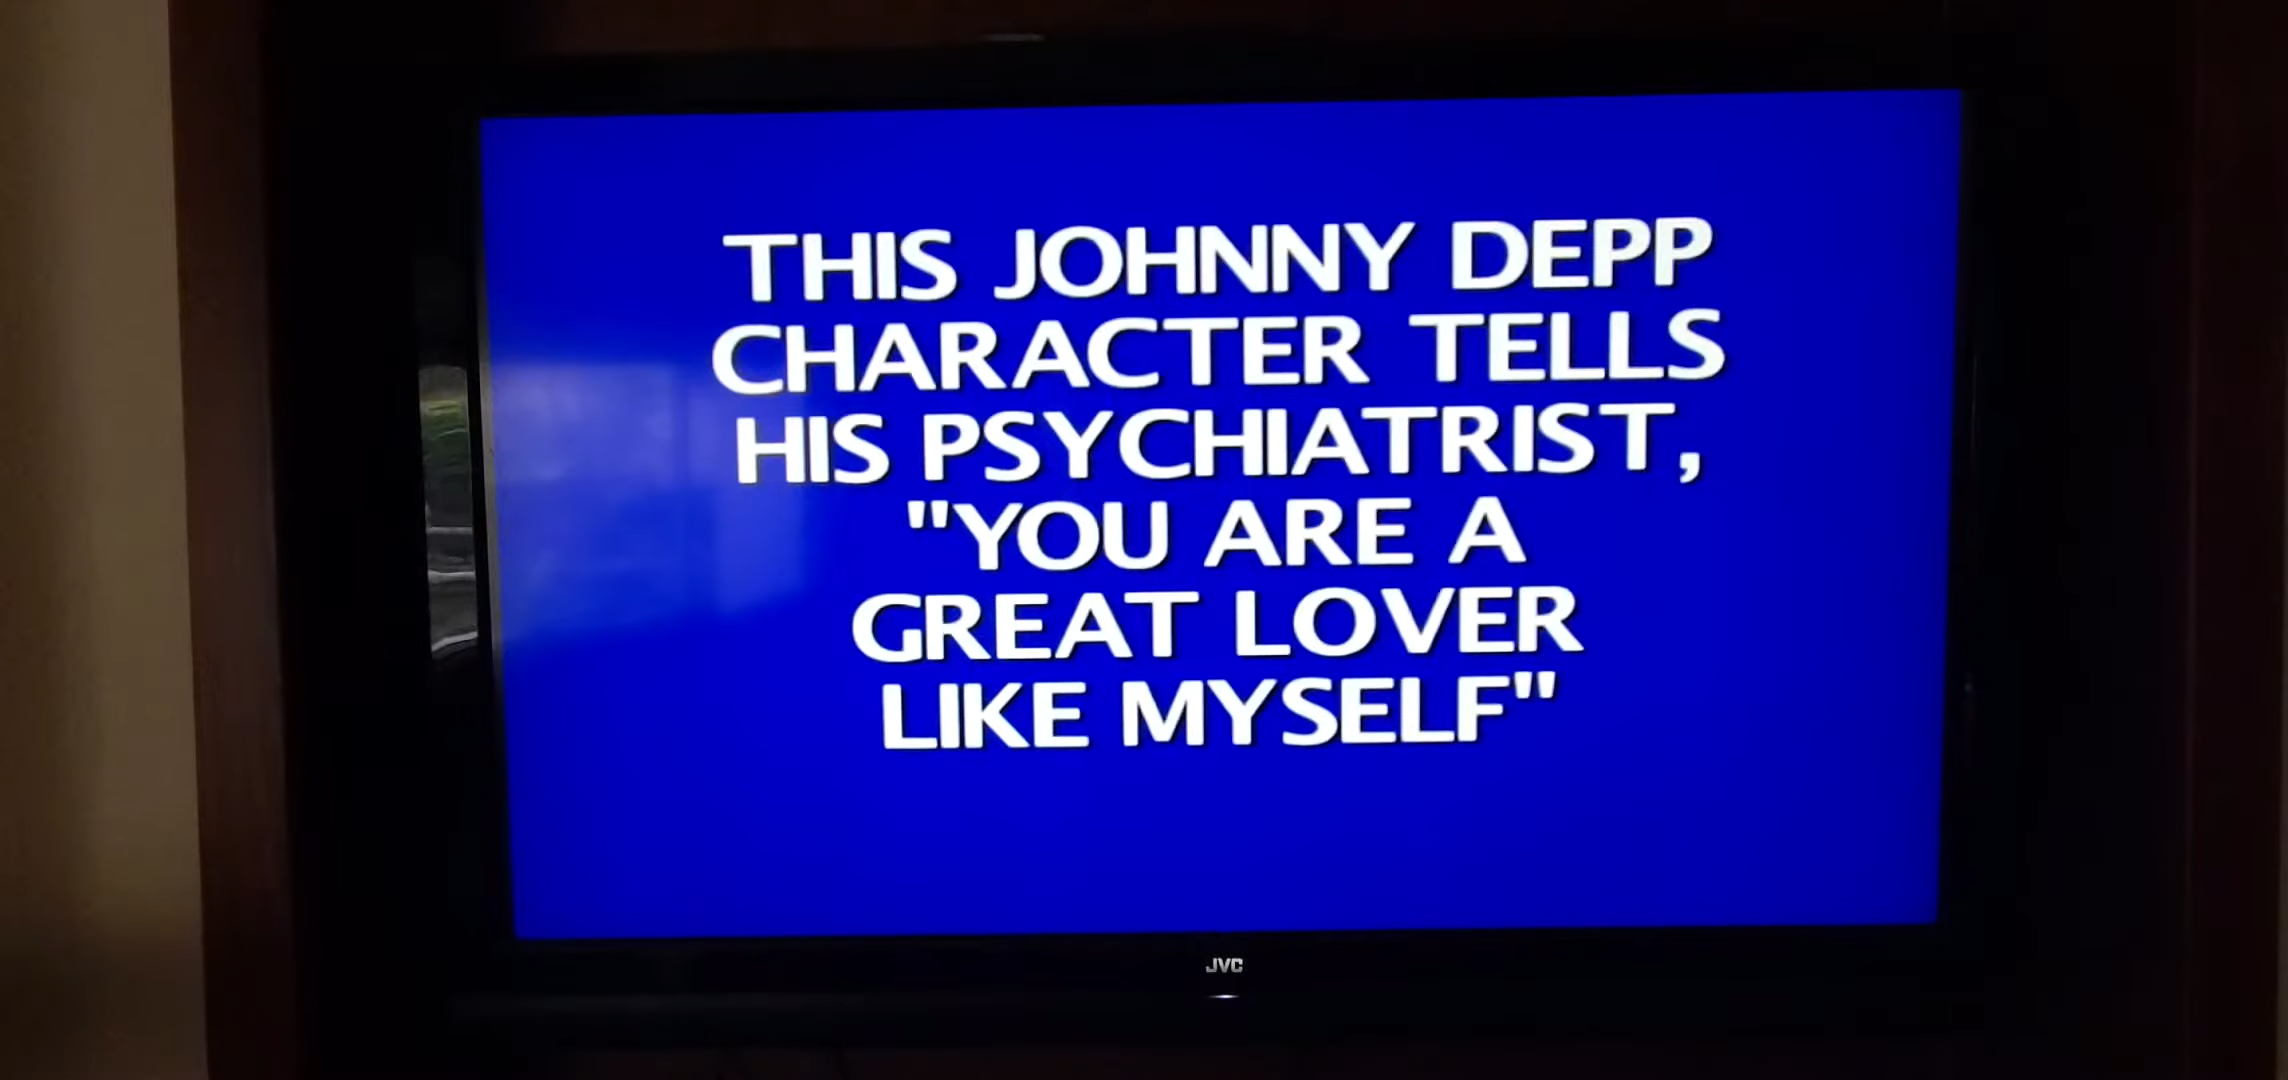 THIS JOHNNY DEPP
CHARACTER TELLS
HIS PSYCHIATRIST,
"YOU ARE A
GREAT LOVER
LIKE MYSELF"
JVC